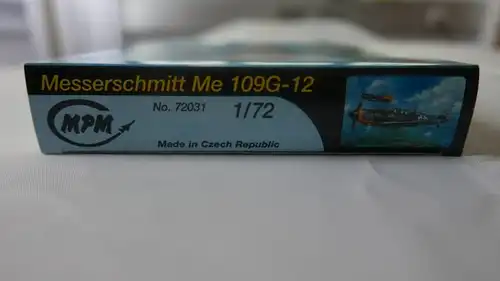 Messerschmitt Me 109G-12
MPM
No. 72031
1/72
Made in Czech Republic